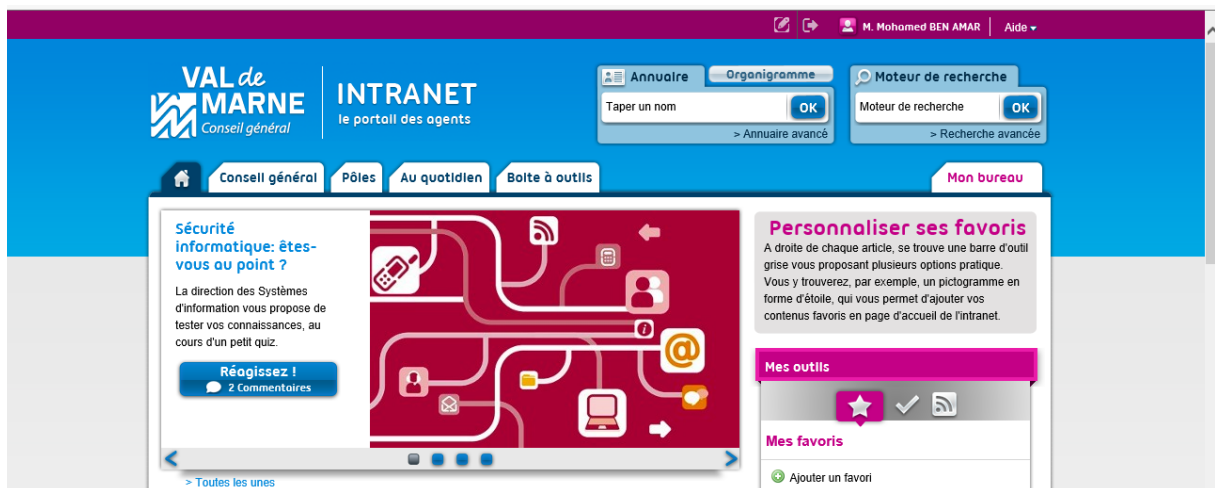 M. Mohamed BEN AMAR
Aide
VAL de
MARNE
Conseil général
INTRANET
le portail des agents
Annuaire
Organigramme
Taper un nom
OK
> Annuaire avancé
Moteur de recherche
Moteur de recherche
OK
> Recherche avancée
Conseil général
Pôles
Au quotidien
Boîte à outils
Mon bureau
Sécurité
informatique: êtes-
vous au point ?
La direction des Systèmes
d'information vous propose de
tester vos connaissances, au
cours d'un petit quiz.
Réagissez !
2 Commentaires
i
@
> Toutes les unes
Personnaliser ses favoris
A droite de chaque article, se trouve une barre d'outil
grise vous proposant plusieurs options pratique.
Vous y trouverez, par exemple, un pictogramme en
forme d'étoile, qui vous permet d'ajouter vos
contenus favoris en page d'accueil de l'intranet.
Mes outils
Mes favoris
Ajouter un favori